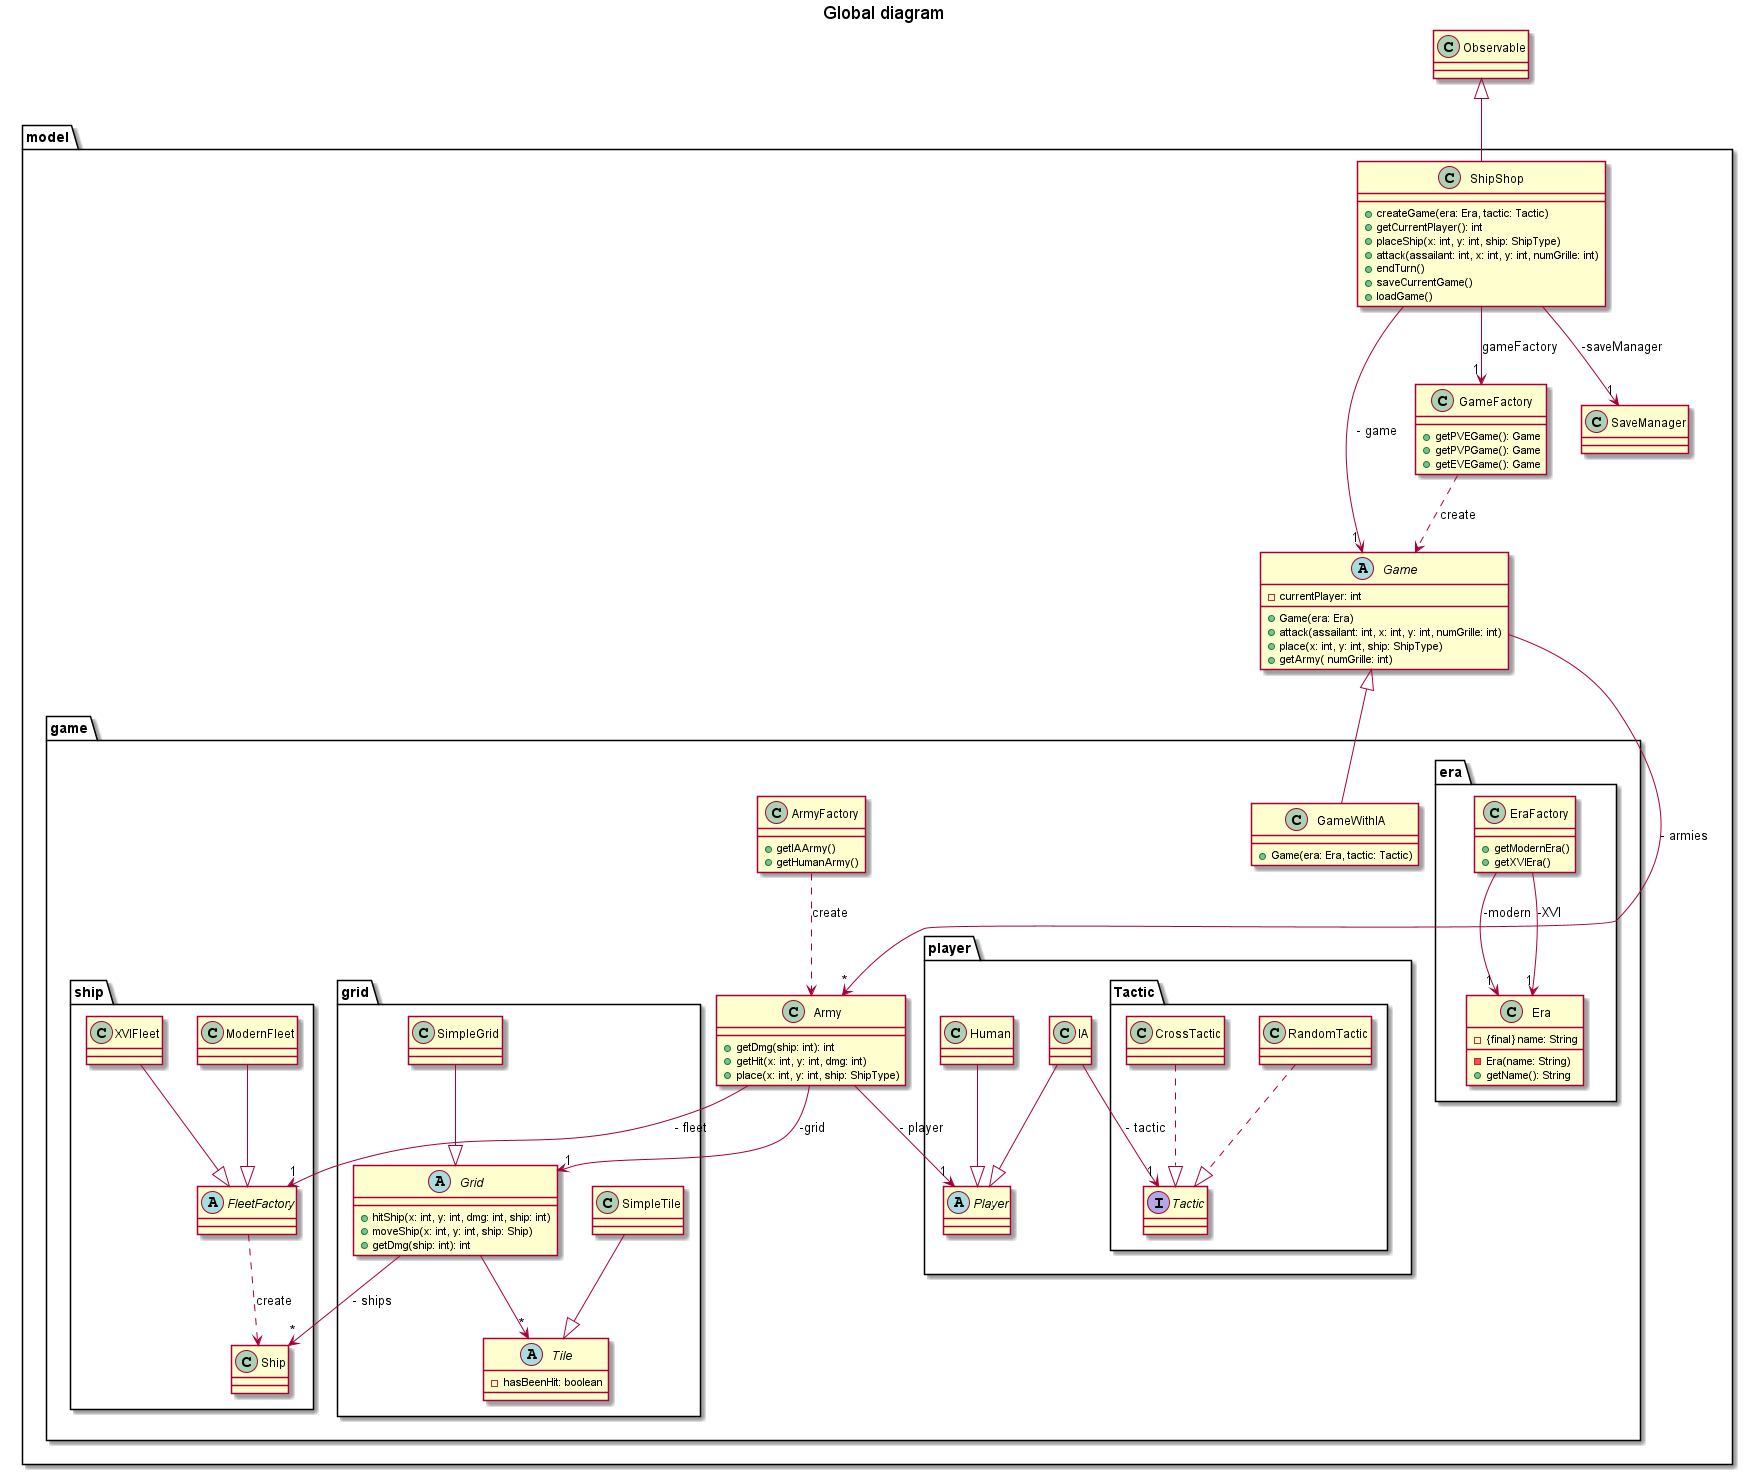 Global diagram
C Observable
model
C ShipShop
createGame(era: Era, tactic: Tactic)
getCurrentPlayer(): int
placeShip(x: int, y: int, ship: ShipType)
attack(assailant: int, x: int, y: int, numGrille: int)
endTurn()
saveCurrentGame()
loadGame()
gameFactory
-saveManager
1
1
C GameFactory
getPVEGame(): Game
getPVPGame(): Game
getEVEGame(): Game
C SaveManager
- game
create
1
A Game
currentPlayer: int
Game(era: Era)
attack(assailant: int, x: int, y: int, numGrille: int)
place(x: int, y: int, ship: ShipType)
getArmy( numGrille: int)
game
era
C ArmyFactory
getIAArmy()
getHumanArmy()
C GameWithIA
Game(era: Era, tactic: Tactic)
C EraFactory
getModernEra()
getXVIEra()
- armies
create
-modern
-XVI
player
*
1
1
ship
grid
Tactic
C XVIFleet
C ModernFleet
C SimpleGrid
C Army
getDmg(ship: int): int
getHit(x: int, y: int, dmg: int)
place(x: int, y: int, ship: ShipType)
C Human
C IA
C CrossTactic
C RandomTactic
C Era
{final} name: String
Era(name: String)
getName(): String
- fleet
-grid
- player
- tactic
1
1
1
1
A FleetFactory
A Grid
hitShip(x: int, y: int, dmg: int, ship: int)
moveShip(x: int, y: int, ship: Ship)
getDmg(ship: int): int
C SimpleTile
A Player
I Tactic
create
- ships
*
*
C Ship
A Tile
hasBeenHit: boolean